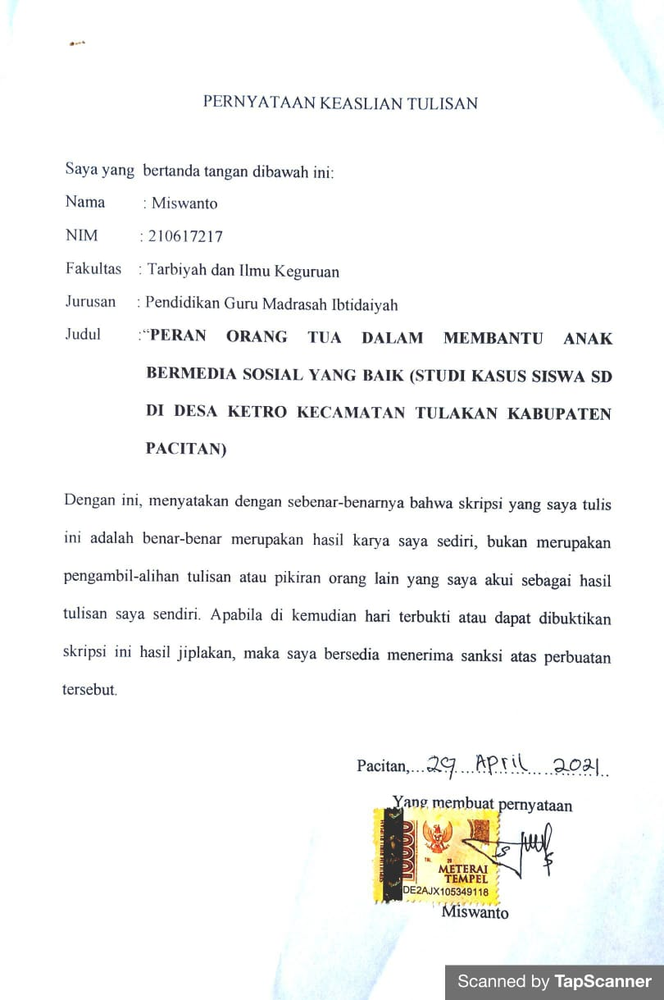 PERNYATAAN KEASLIAN TULISAN
Saya yang bertanda tangan dibawah ini:
Nama : Miswanto
NIM : 210617217
Fakultas : Tarbiyah dan Ilmu Keguruan
Jurusan : Pendidikan Guru Madrasah Ibtidaiyah
Judul :“PERAN ORANG TUA DALAM MEMBANTU ANAK
BERMEDIA SOSIAL YANG BAIK (STUDI KASUS SISWA SD
DI DESA KETRO KECAMATAN TULAKAN KABUPATEN
PACITAN)
Dengan ini, menyatakan dengan sebenar-benarnya bahwa skripsi yang saya tulis
ini adalah benar-benar merupakan hasil karya saya sediri, bukan merupakan
pengambil-alihan tulisan atau pikiran orang lain yang saya akui sebagai hasil
tulisan saya sendiri. Apabila di kemudian hari terbukti atau dapat dibuktikan
skripsi ini hasil jiplakan, maka saya bersedia menerima sanksi atas perbuatan
tersebut.
Pacitan,...29 April 2021
Yang membuat pernyataan
SEPULUH RIBU RUPIAH
10000
TGL. 20
METERAI
TEMPEL
DE2AJX105349118
Miswanto
Scanned by TapScanner